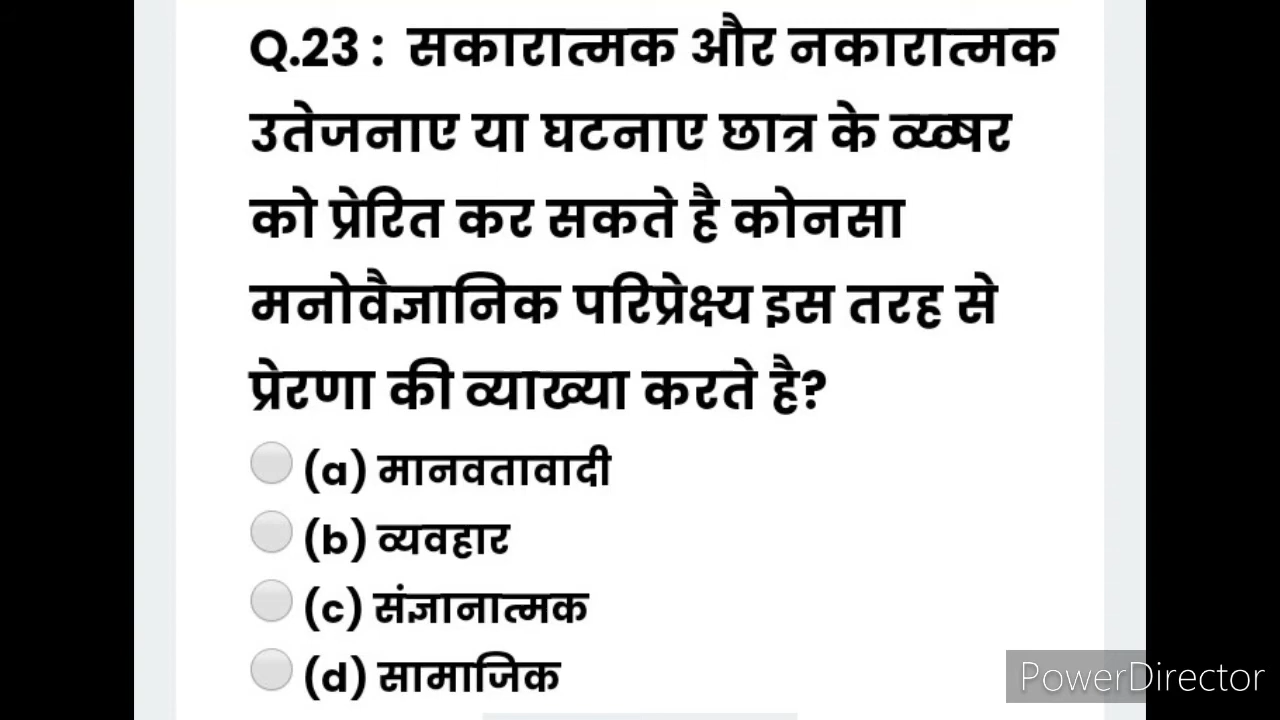 Q.23 : सकारात्मक और नकारात्मक
उतेजनाए या घटनाए छात्र के व्य्व्षर
को प्रेरित कर सकते है कोनसा
मनोवैज्ञानिक परिप्रेक्ष्य इस तरह से
प्रेरणा की व्याख्या करते है?
(a) मानवतावादी
(b) व्यवहार
(c) संज्ञानात्मक
(d) सामाजिक
PowerDirector